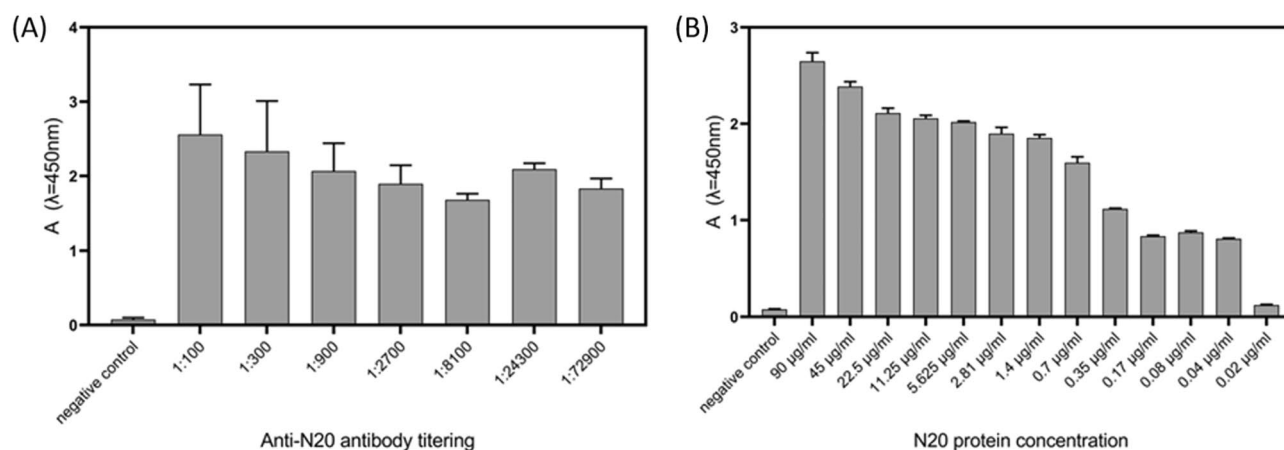 (A)
A (λ=450nm)
4
3
2
1
0
negative control
1:100
1:300
1:900
1:2700
1:8100
1:24300
1:72900
Anti-N20 antibody titering
(B)
A (λ=450nm)
3
2
1
0
negative control
90 µg/ml
45 µg/ml
22.5 µg/ml
11.25 µg/ml
5.625 µg/ml
2.81 µg/ml
1.4 µg/ml
0.7 µg/ml
0.35 µg/ml
0.17 µg/ml
0.08 µg/ml
0.04 µg/ml
0.02 µg/ml
N20 protein concentration